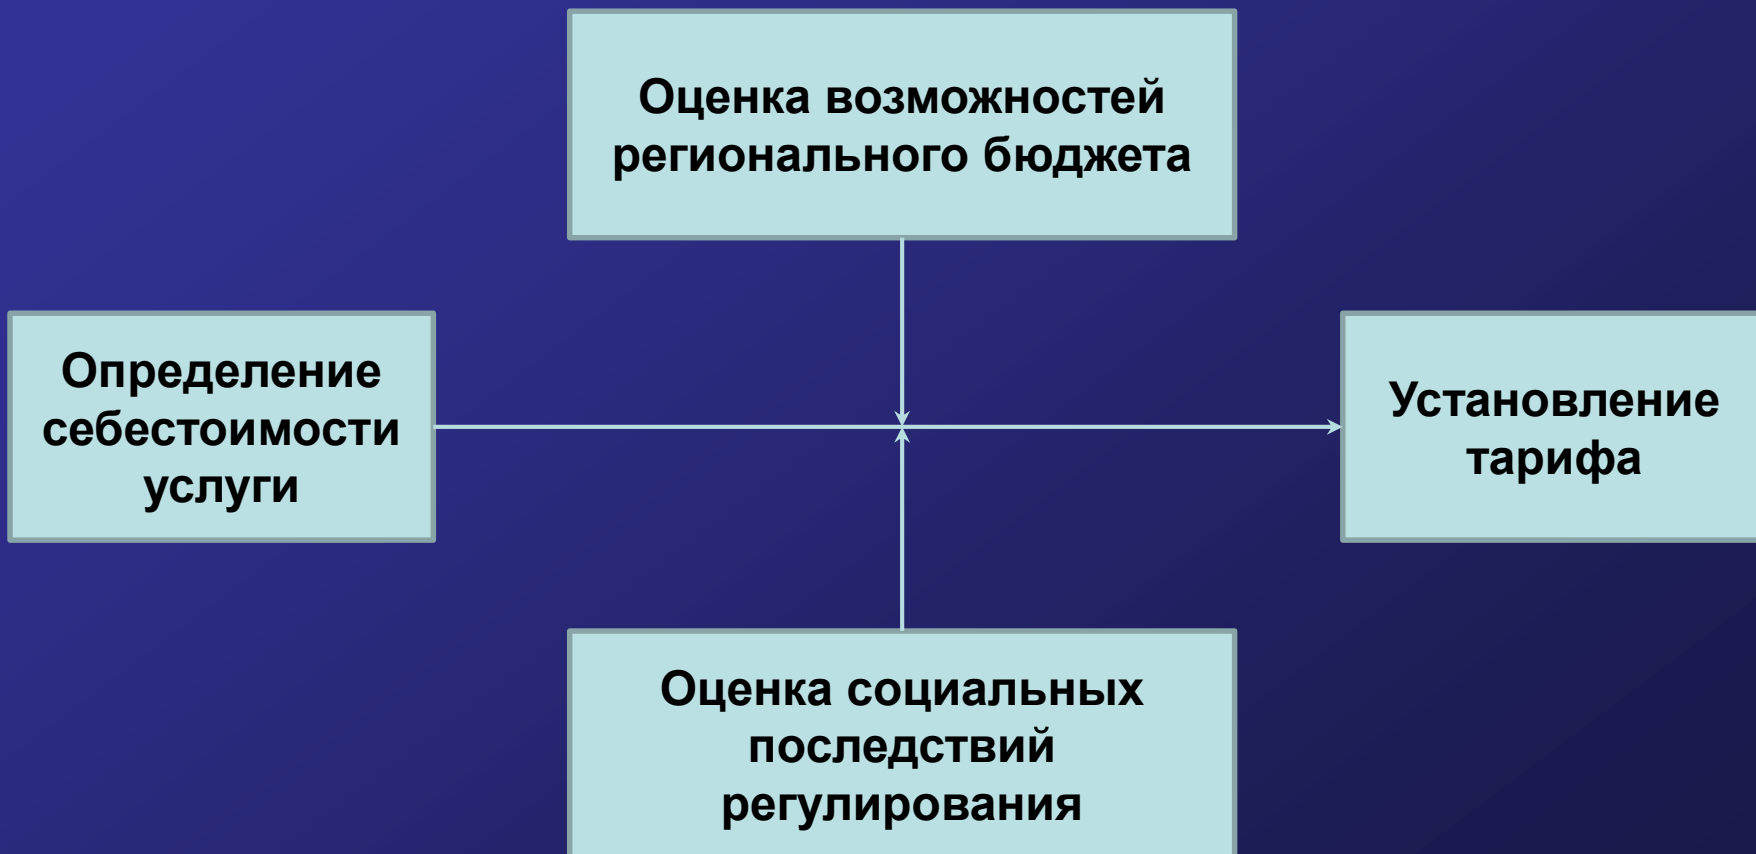 Оценка возможностей
регионального бюджета
Определение
себестоимости
услуги
Установление
тарифа
Оценка социальных
последствий
регулирования